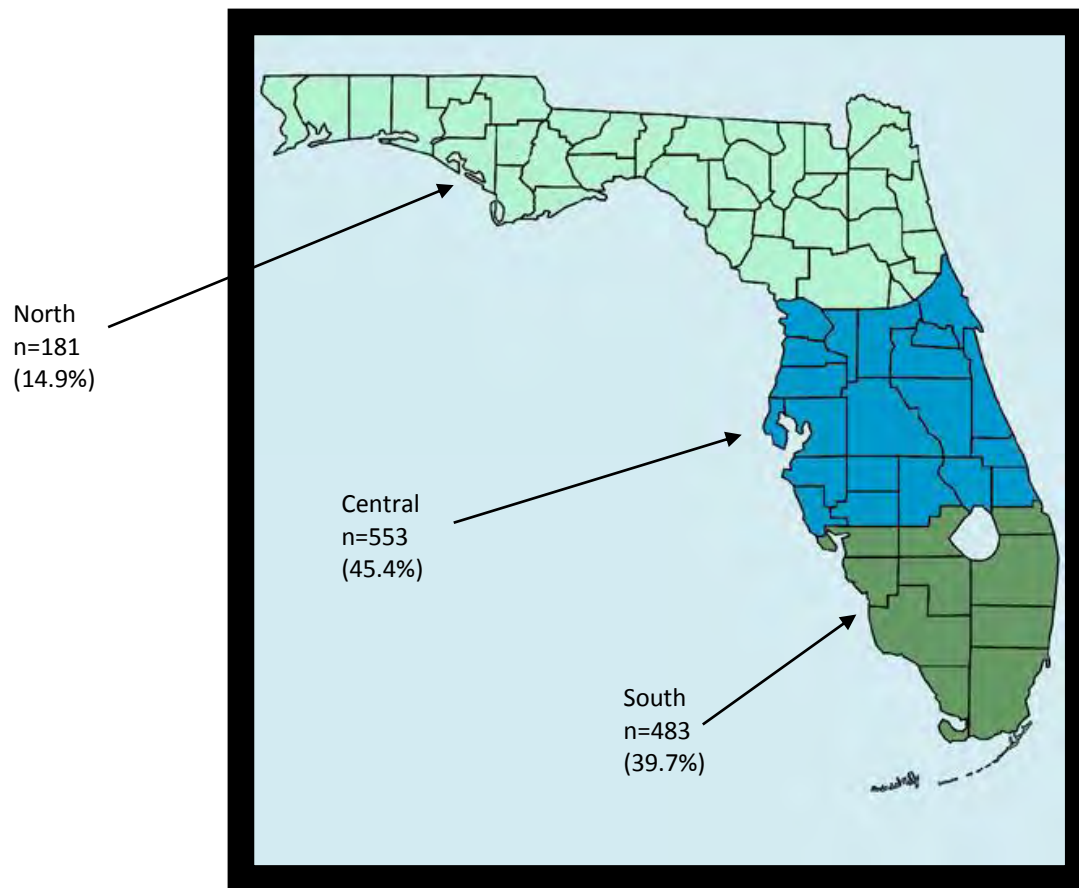 North
n=181
(14.9%)
Central
n=553
(45.4%)
South
n=483
(39.7%)